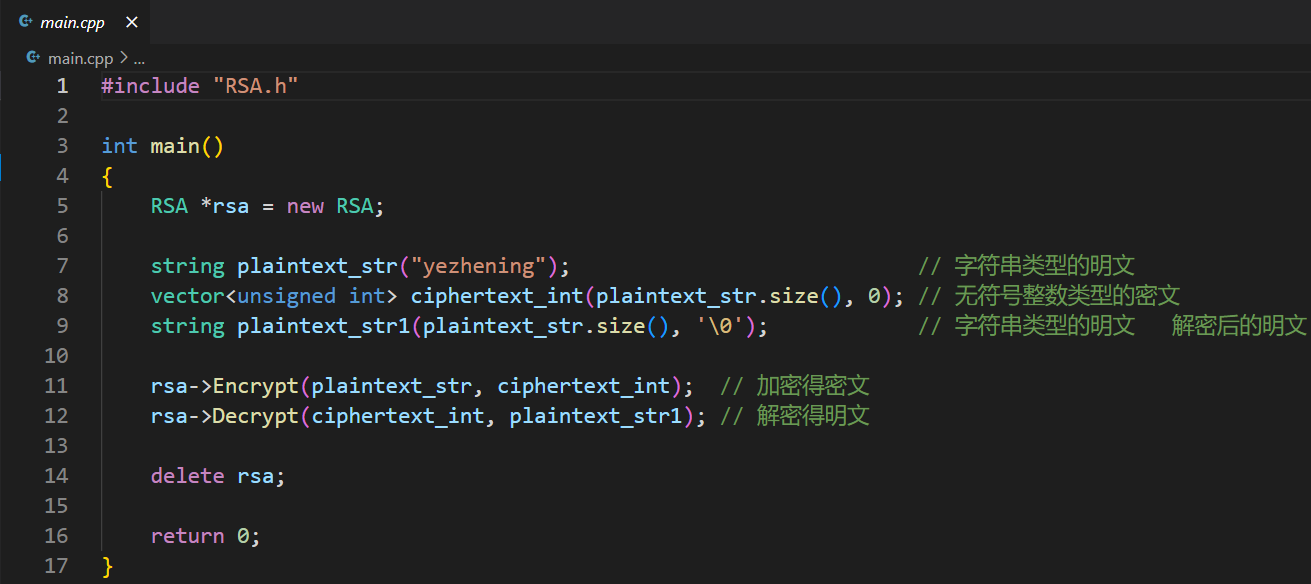 main.cpp ×
main.cpp > ...
1 #include "RSA.h"
2
3 int main()
4 {
5     RSA *rsa = new RSA;
6
7     string plaintext_str("yezhening");                            // 字符串类型的明文
8     vector<unsigned int> ciphertext_int(plaintext_str.size(), 0); // 无符号整数类型的密文
9     string plaintext_str1(plaintext_str.size(), '\0');            // 字符串类型的明文   解密后的明文
10
11     rsa->Encrypt(plaintext_str, ciphertext_int);  // 加密得密文
12     rsa->Decrypt(ciphertext_int, plaintext_str1); // 解密得明文
13
14     delete rsa;
15
16     return 0;
17 }